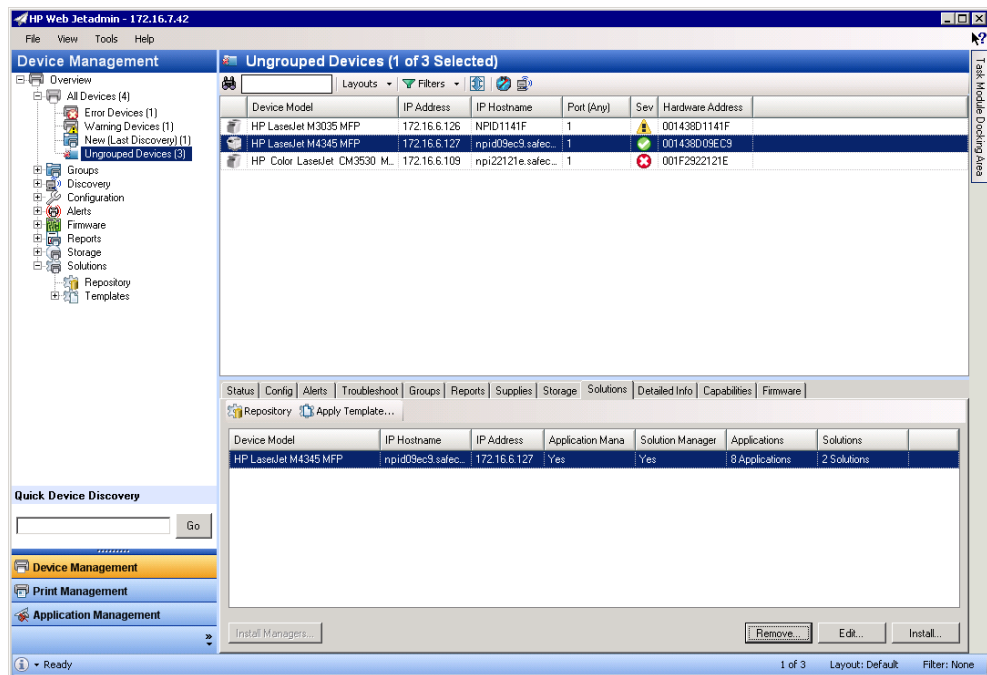 HP Web Jetadmin - 172.16.7.42
File View Tools Help
Device Management
Overview
All Devices (4)
Error Devices (1)
Warning Devices (1)
New (Last Discovery) (1)
Ungrouped Devices (3)
Groups
Discovery
Configuration
Alerts
Firmware
Reports
Storage
Solutions
Repository
Templates
Quick Device Discovery
Go
Device Management
Print Management
Application Management
Ungrouped Devices (1 of 3 Selected)
Layouts Filters
Device Model IP Address IP Hostname Port (Any) Sev Hardware Address
HP LaserJet M3035 MFP 172.16.6.126 NPID1141F 1 001438D1141F
HP LaserJet M4345 MFP 172.16.6.127 npid09ec9.safec... 1 001438D09EC9
HP Color LaserJet CM3530 M... 172.16.6.109 npi22121e.safec... 1 001F2922121E
Status Config Alerts Troubleshoot Groups Reports Supplies Storage Solutions Detailed Info Capabilities Firmware
Repository Apply Template...
Device Model IP Hostname IP Address Application Mana Solution Manager Applications Solutions
HP LaserJet M4345 MFP npid09ec9.safec... 172.16.6.127 Yes Yes 8 Applications 2 Solutions
Install Managers... Remove... Edit... Install...
Task Module Docking Area
Ready 1 of 3 Layout: Default Filter: None